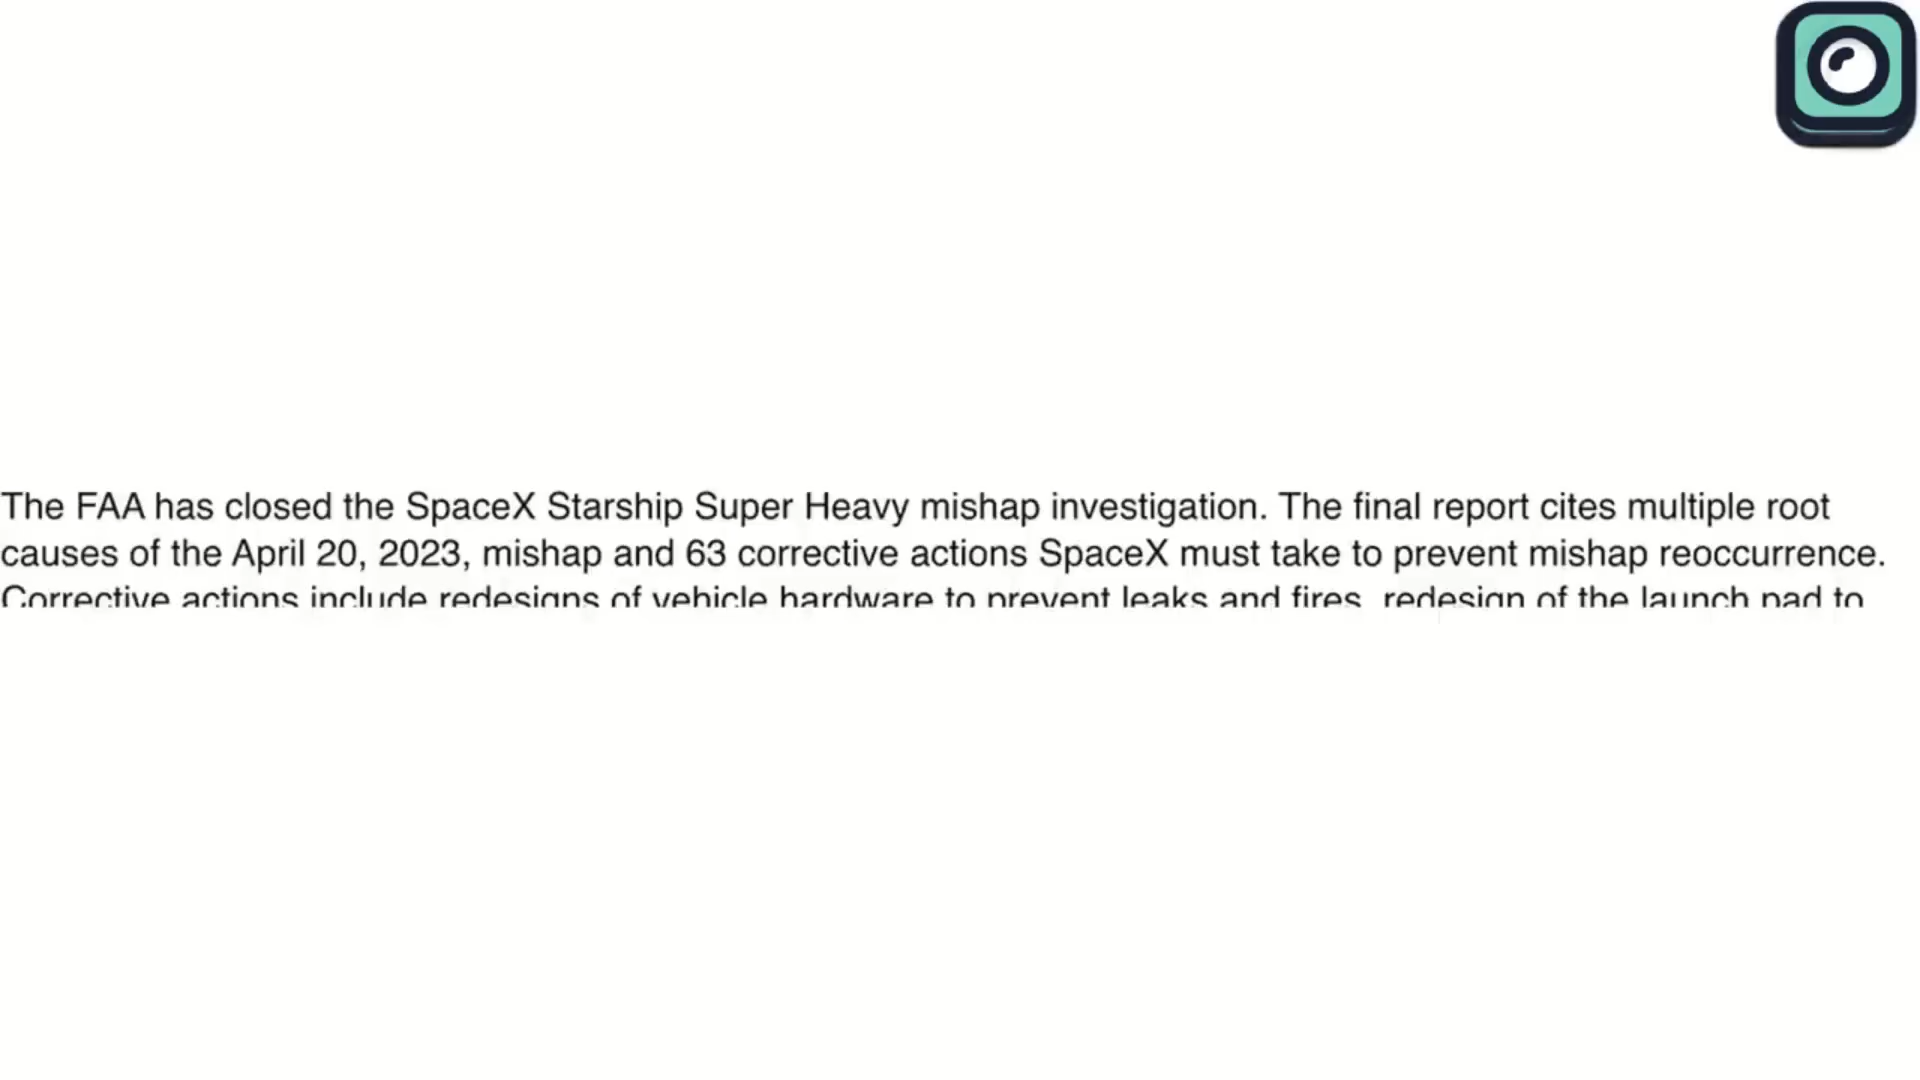 The FAA has closed the SpaceX Starship Super Heavy mishap investigation. The final report cites multiple root
causes of the April 20, 2023, mishap and 63 corrective actions SpaceX must take to prevent mishap reoccurrence.
Corrective actions include redesigns of vehicle hardware to prevent leaks and fires, redesign of the launch pad to